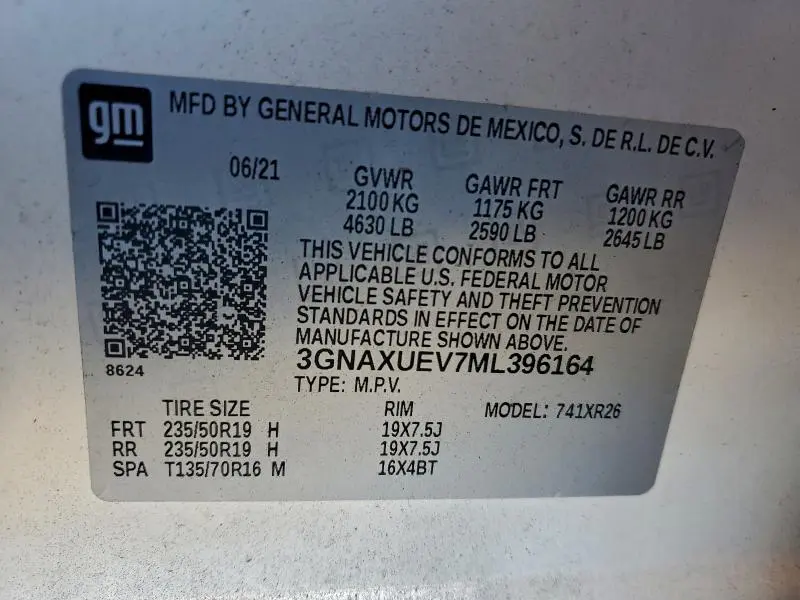 gm
MFD BY GENERAL MOTORS DE MEXICO, S. DE R.L. DE C.V.
06/21 GVWR GAWR FRT GAWR RR
2100 KG 1175 KG 1200 KG
4630 LB 2590 LB 2645 LB
THIS VEHICLE CONFORMS TO ALL
APPLICABLE U.S. FEDERAL MOTOR
VEHICLE SAFETY AND THEFT PREVENTION
STANDARDS IN EFFECT ON THE DATE OF
MANUFACTURE SHOWN ABOVE.
8624
3GNAXUEV7ML396164
TYPE: M.P.V.
TIRE SIZE RIM MODEL: 741XR26
FRT 235/50R19 H 19X7.5J
RR 235/50R19 H 19X7.5J
SPA T135/70R16 M 16X4BT